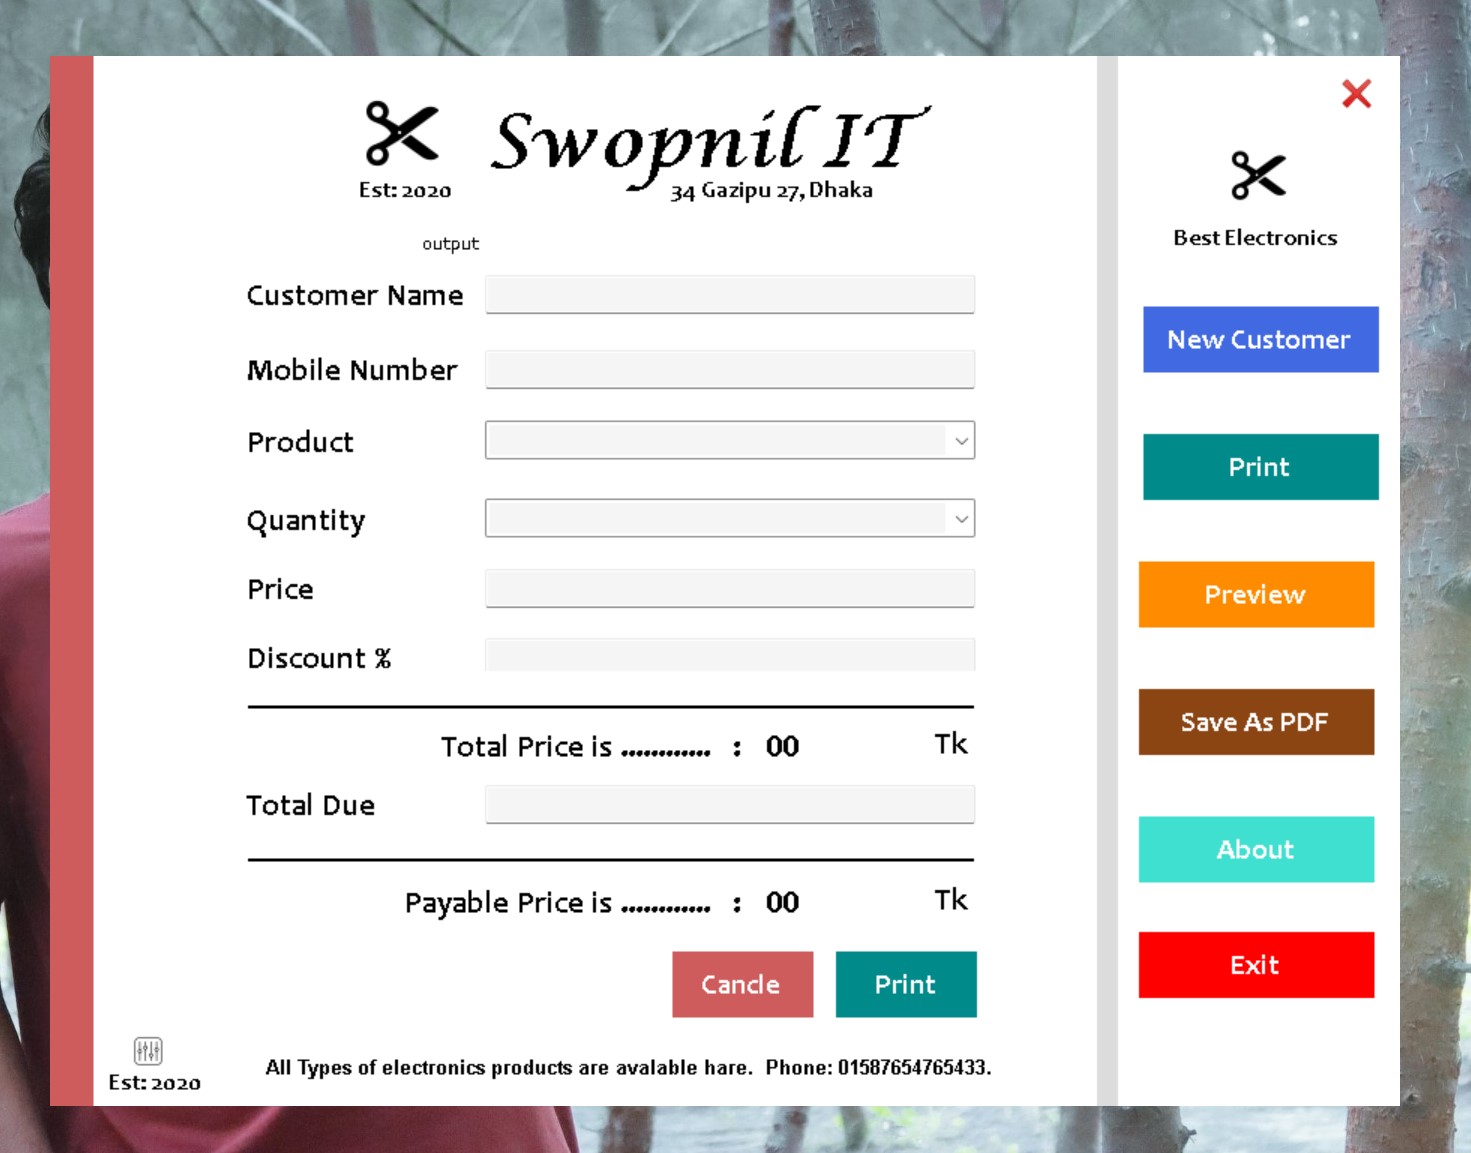 Swopnil IT
Est: 2020
34 Gazipu 27, Dhaka
output
Customer Name
Mobile Number
Product
Quantity
Price
Discount %
Total Price is ............ : 00 Tk
Total Due
Payable Price is ............ : 00 Tk
Cancle Print
Est: 2020
All Types of electronics products are avalable hare. Phone: 01587654765433.
Best Electronics
New Customer
Print
Preview
Save As PDF
About
Exit